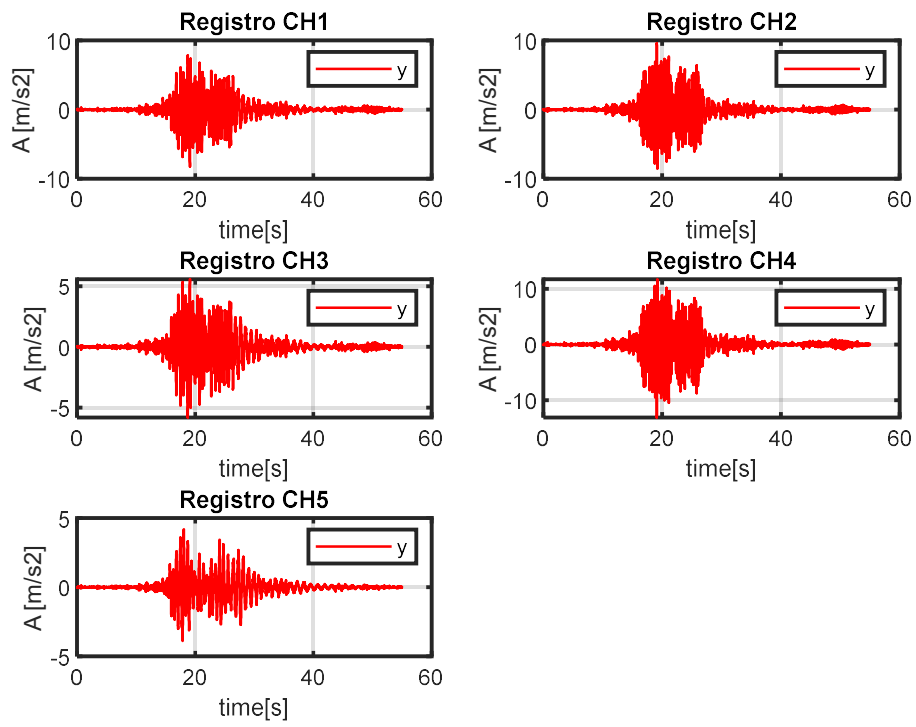 Registro CH1
10
0
-10
A [m/s2]
y
0 20 40 60
time[s]
Registro CH2
10
0
-10
A [m/s2]
y
0 20 40 60
time[s]
Registro CH3
5
0
-5
A [m/s2]
y
0 20 40 60
time[s]
Registro CH4
10
0
-10
A [m/s2]
y
0 20 40 60
time[s]
Registro CH5
5
0
-5
A [m/s2]
y
0 20 40 60
time[s]